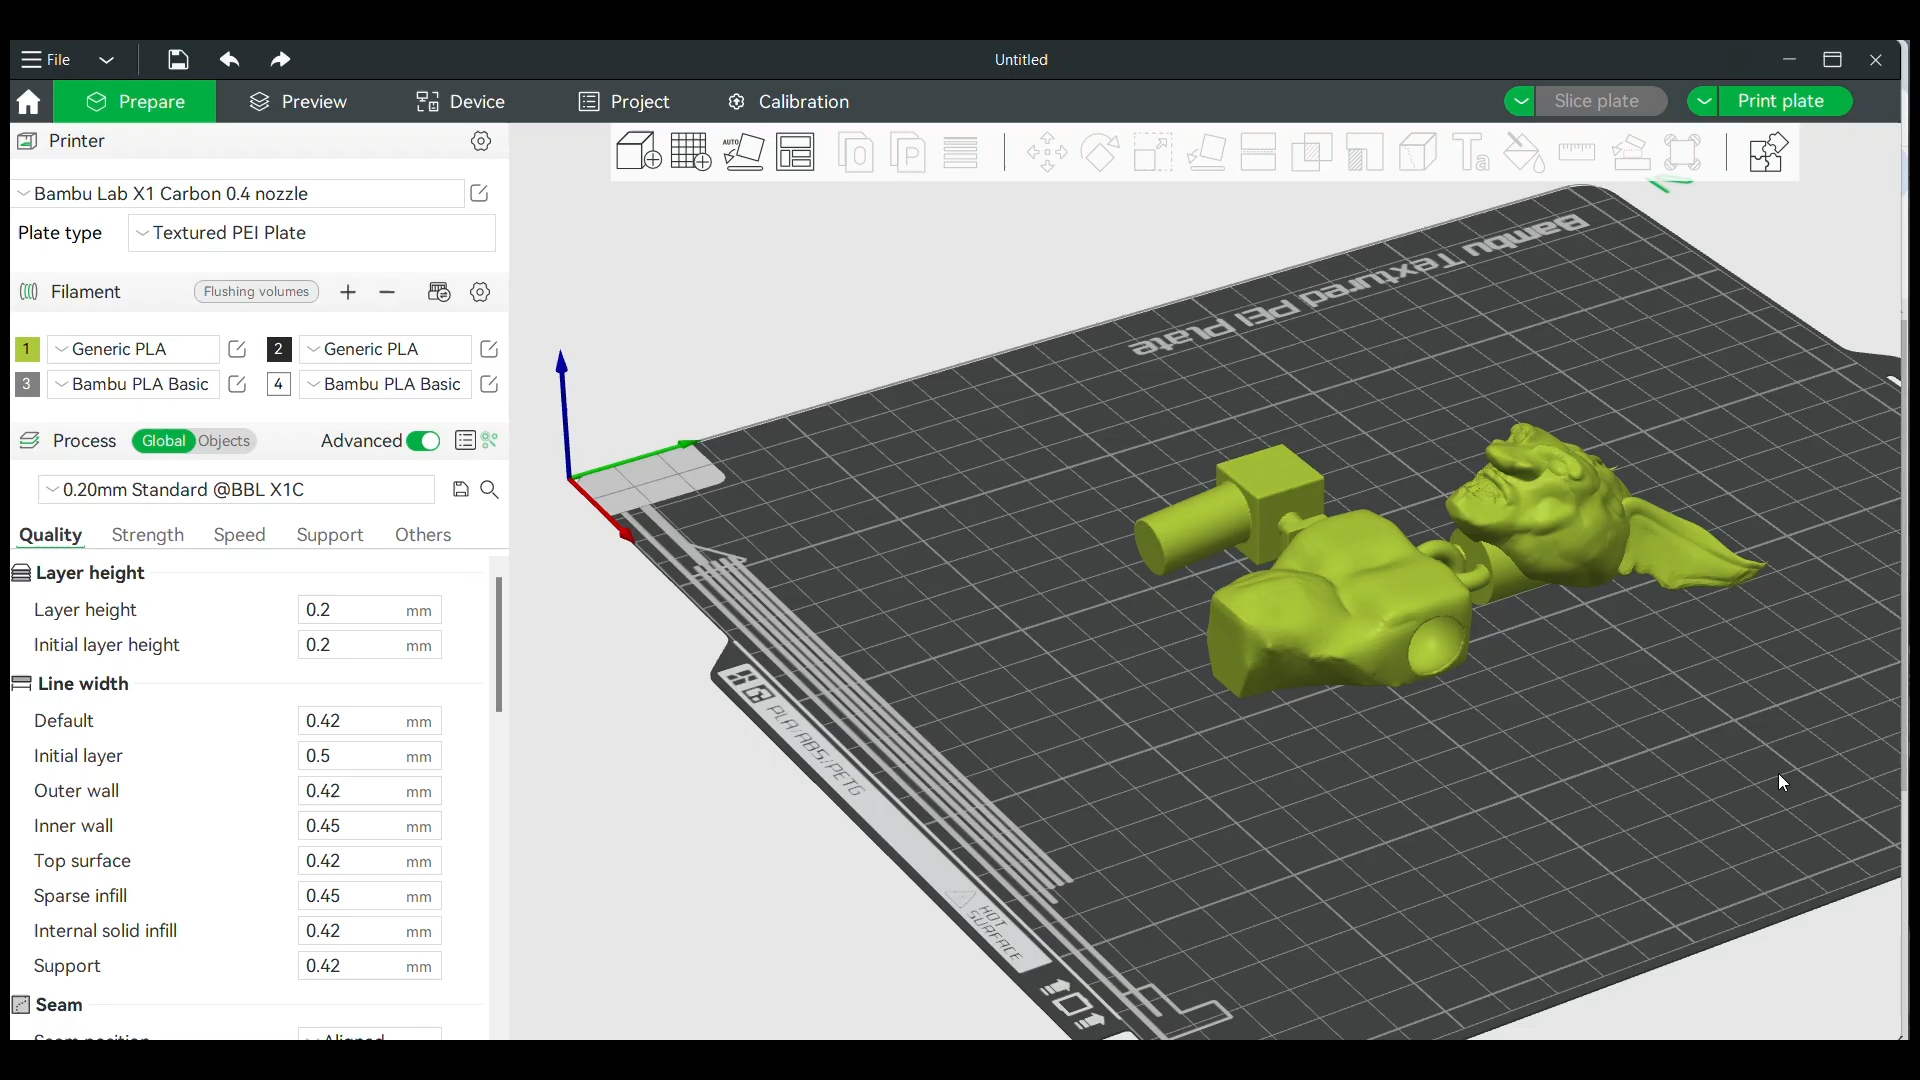 File
Untitled
Prepare
Preview
Device
Project
Calibration
Slice plate
Print plate
Printer
AUTO
Bambu Lab X1 Carbon 0.4 nozzle
Plate type
Textured PEI Plate
Filament
Flushing volumes
1 Generic PLA
2 Generic PLA
3 Bambu PLA Basic
4 Bambu PLA Basic
Process
Global
Objects
Advanced
0.20mm Standard @BBL X1C
Quality
Strength
Speed
Support
Others
Layer height
Layer height 0.2 mm
Initial layer height 0.2 mm
Line width
Default 0.42 mm
Initial layer 0.5 mm
Outer wall 0.42 mm
Inner wall 0.45 mm
Top surface 0.42 mm
Sparse infill 0.45 mm
Internal solid infill 0.42 mm
Support 0.42 mm
Seam
Seam position Aligned
Bambu Textured PEI Plate
PLA/ABS/PETG
HOT
SURFACE